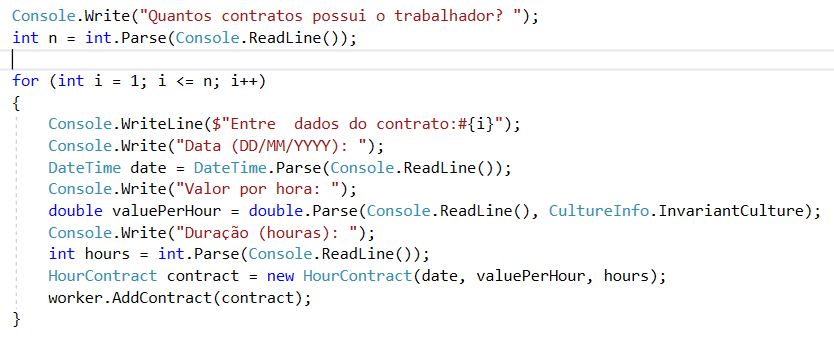 Console.Write("Quantos contratos possui o trabalhador? ");
int n = int.Parse(Console.ReadLine());
for (int i = 1; i <= n; i++)
{
Console.WriteLine($"Entre  dados do contrato:#{i}");
Console.Write("Data (DD/MM/YYYY): ");
DateTime date = DateTime.Parse(Console.ReadLine());
Console.Write("Valor por hora: ");
double valuePerHour = double.Parse(Console.ReadLine(), CultureInfo.InvariantCulture);
Console.Write("Duração (houras): ");
int hours = int.Parse(Console.ReadLine());
HourContract contract = new HourContract(date, valuePerHour, hours);
worker.AddContract(contract);
}